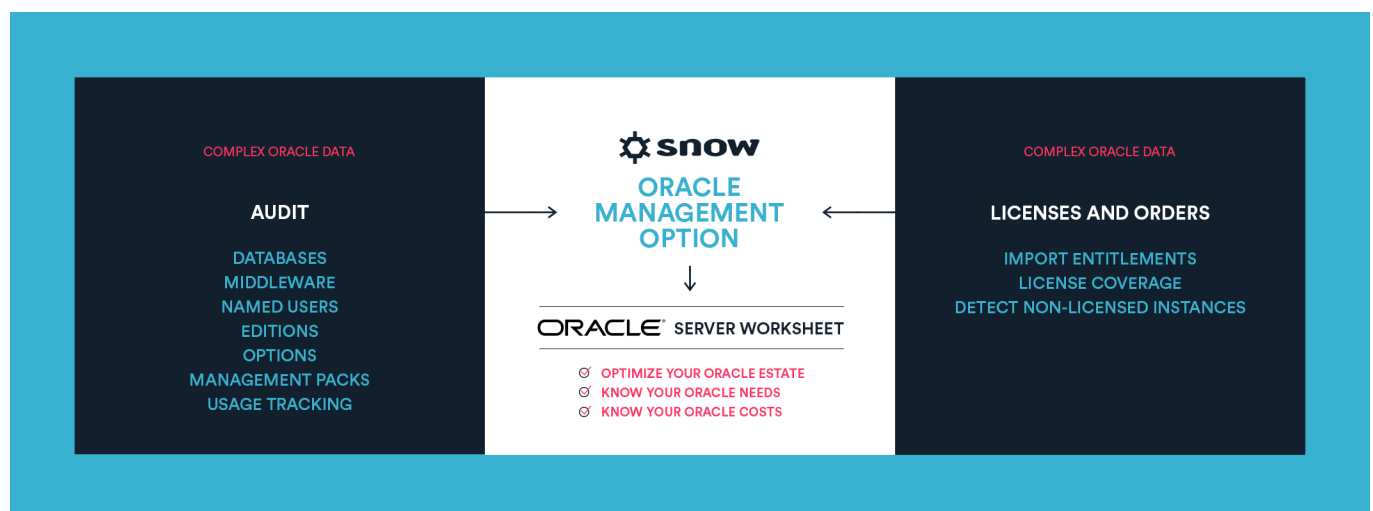 COMPLEX ORACLE DATA
AUDIT
DATABASES
MIDDLEWARE
NAMED USERS
EDITIONS
OPTIONS
MANAGEMENT PACKS
USAGE TRACKING
snow
ORACLE
MANAGEMENT
OPTION
ORACLE® SERVER WORKSHEET
OPTIMIZE YOUR ORACLE ESTATE
KNOW YOUR ORACLE NEEDS
KNOW YOUR ORACLE COSTS
COMPLEX ORACLE DATA
LICENSES AND ORDERS
IMPORT ENTITLEMENTS
LICENSE COVERAGE
DETECT NON-LICENSED INSTANCES